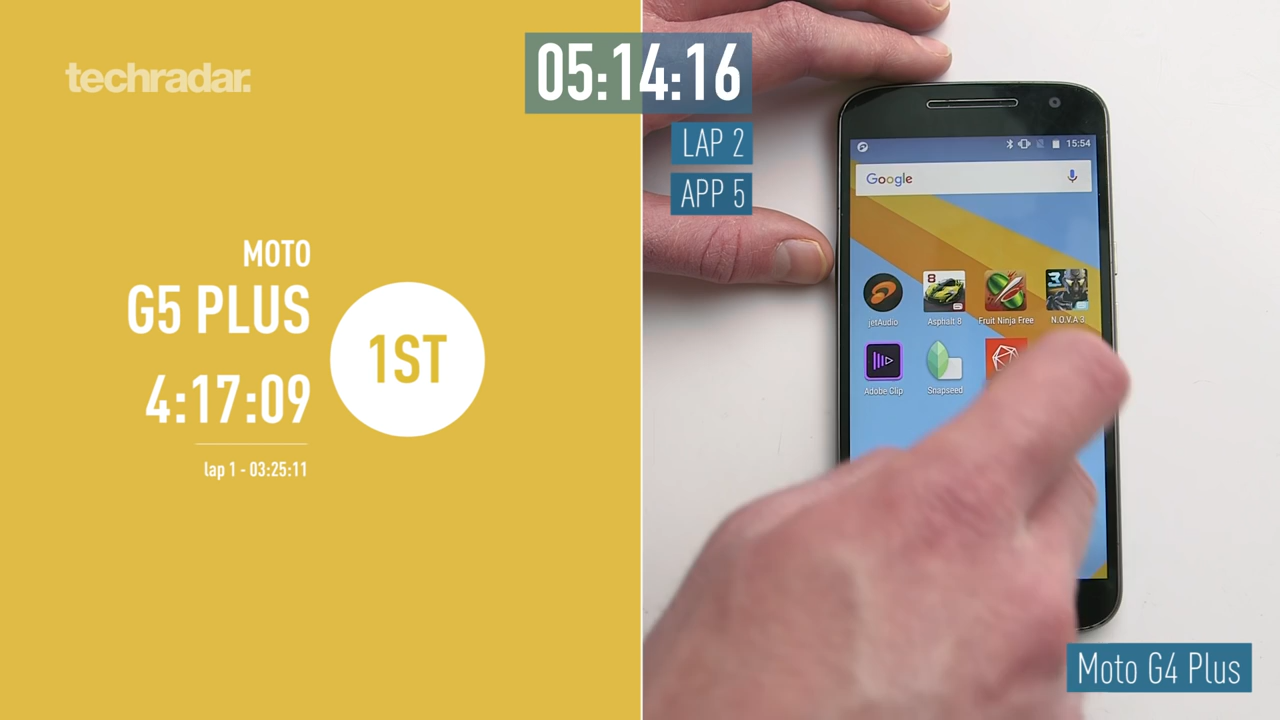 techradar.
MOTO
G5 PLUS
4:17:09
1ST
lap 1 - 03:25:11
05:14:16
LAP 2
APP 5
15:54
Google
jetAudio
8
Asphalt 8
Fruit Ninja Free
N.O.V.A 3
Adobe Clip
Snapseed
Moto G4 Plus